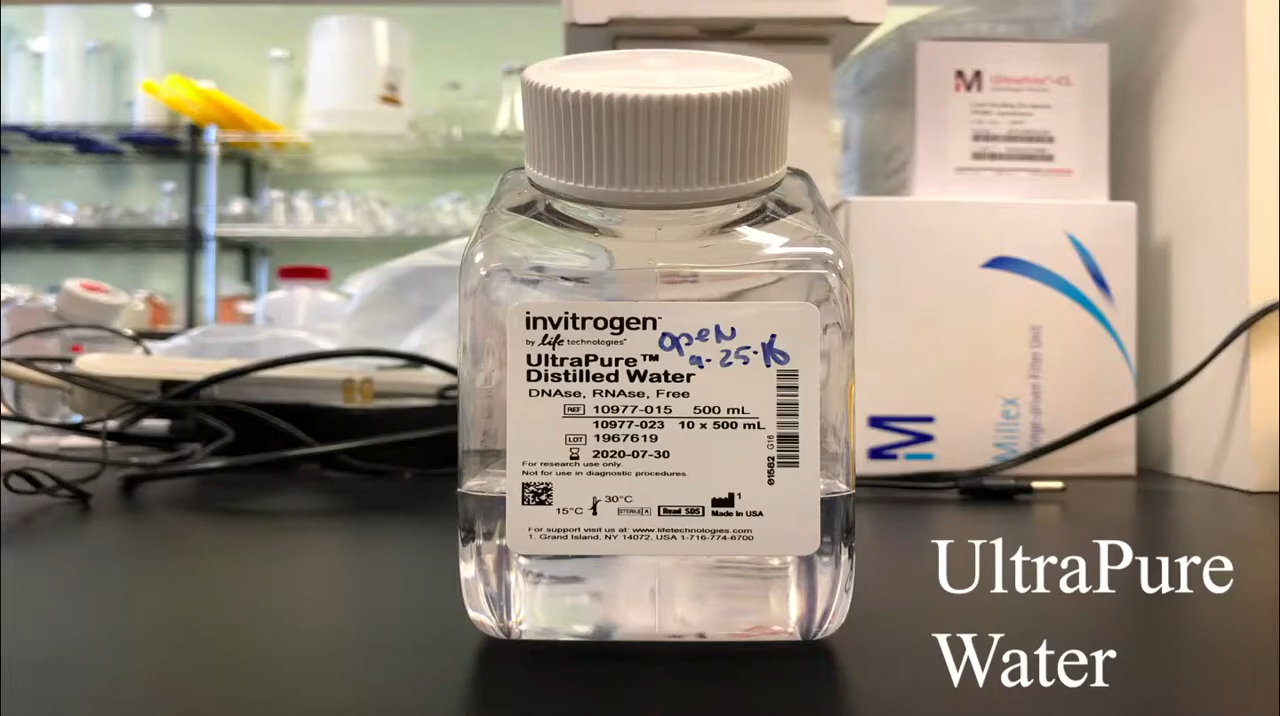 invitrogen™
by life technologies™
open
9-25-16
UltraPure™
Distilled Water
DNAse, RNAse, Free
REF 10977-015 500 mL
10977-023 10 x 500 mL
LOT 1967619
2020-07-30
For research use only.
Not for use in diagnostic procedures.
01582 G16
15°C 30°C
STERILE A
Read SDS
1
Made in USA
For support visit us at: www.lifetechnologies.com
1. Grand Island, NY 14072, USA 1-716-774-6700
M
M
Millex
UltraPure
Water